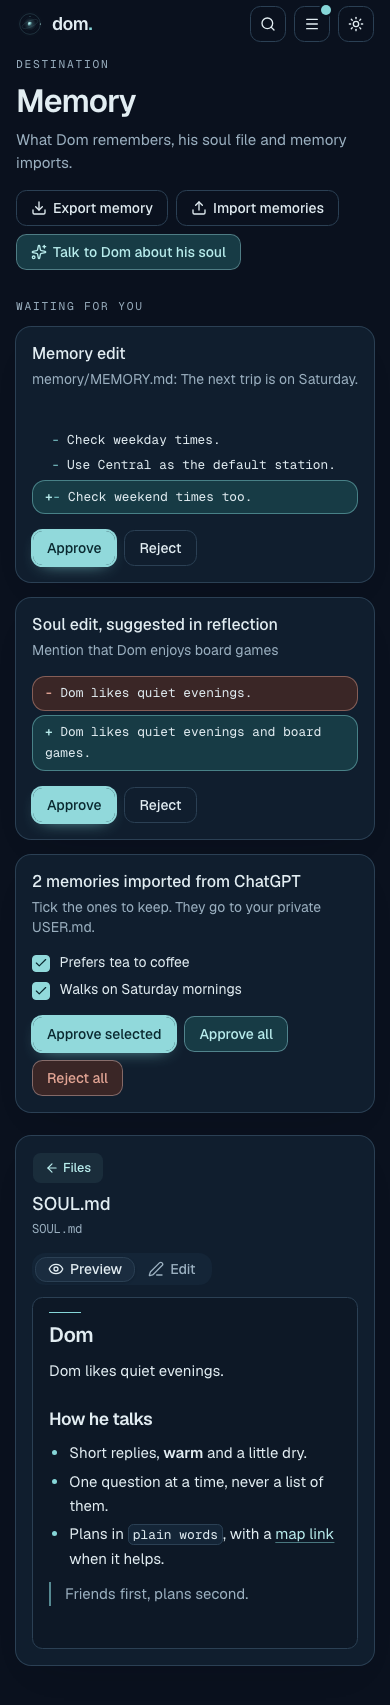 dom.
DESTINATION
Memory
What Dom remembers, his soul file and memory
imports.
Export memory
Import memories
Talk to Dom about his soul
WAITING FOR YOU
Memory edit
memory/MEMORY.md: The next trip is on Saturday.
- Check weekday times.
- Use Central as the default station.
+- Check weekend times too.
Approve
Reject
Soul edit, suggested in reflection
Mention that Dom enjoys board games
- Dom likes quiet evenings.
+ Dom likes quiet evenings and board
games.
Approve
Reject
2 memories imported from ChatGPT
Tick the ones to keep. They go to your private
USER.md.
Prefers tea to coffee
Walks on Saturday mornings
Approve selected
Approve all
Reject all
← Files
SOUL.md
SOUL.md
Preview
Edit
Dom
Dom likes quiet evenings.
How he talks
• Short replies, warm and a little dry.
• One question at a time, never a list of
them.
• Plans in plain words, with a map link
when it helps.
Friends first, plans second.